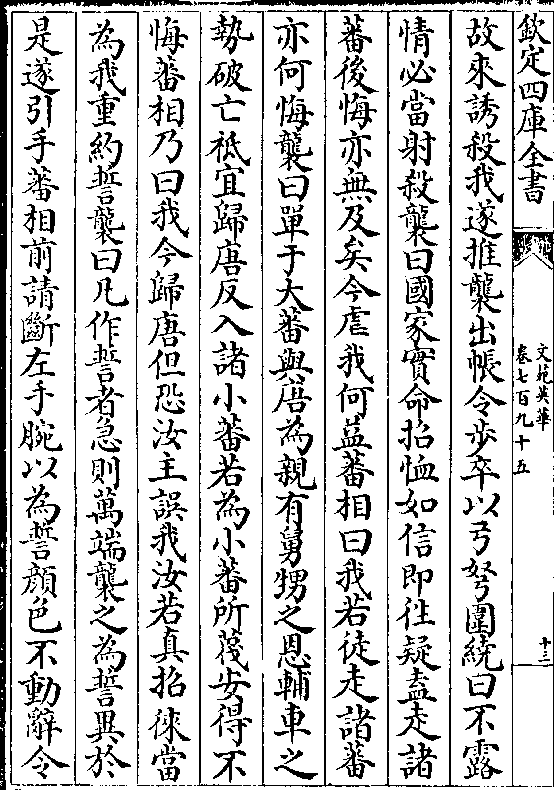 欽定四庫全書
文苑英華
卷七百九十五
十三
故來誘殺我遂推襲出帳令步卒以弓弩圍繞曰不露
情必當射殺襲曰國家實命招恤如信即往疑盍走諸
蕃後悔亦無及矣今虐我何益蕃相曰我若徒走諸蕃
亦何悔襲曰單于大蕃與唐為親有舅甥之恩輔車之
勢破亡祗宜歸唐反入諸小蕃若為小蕃所蔑安得不
悔蕃相乃曰我今歸唐但恐汝主誤我汝若真招徠當
為我重約誓襲曰凡作誓者急則萬端襲之為誓異於
是遂引手蕃相前請斷左手腕以為誓顔色不動辭令